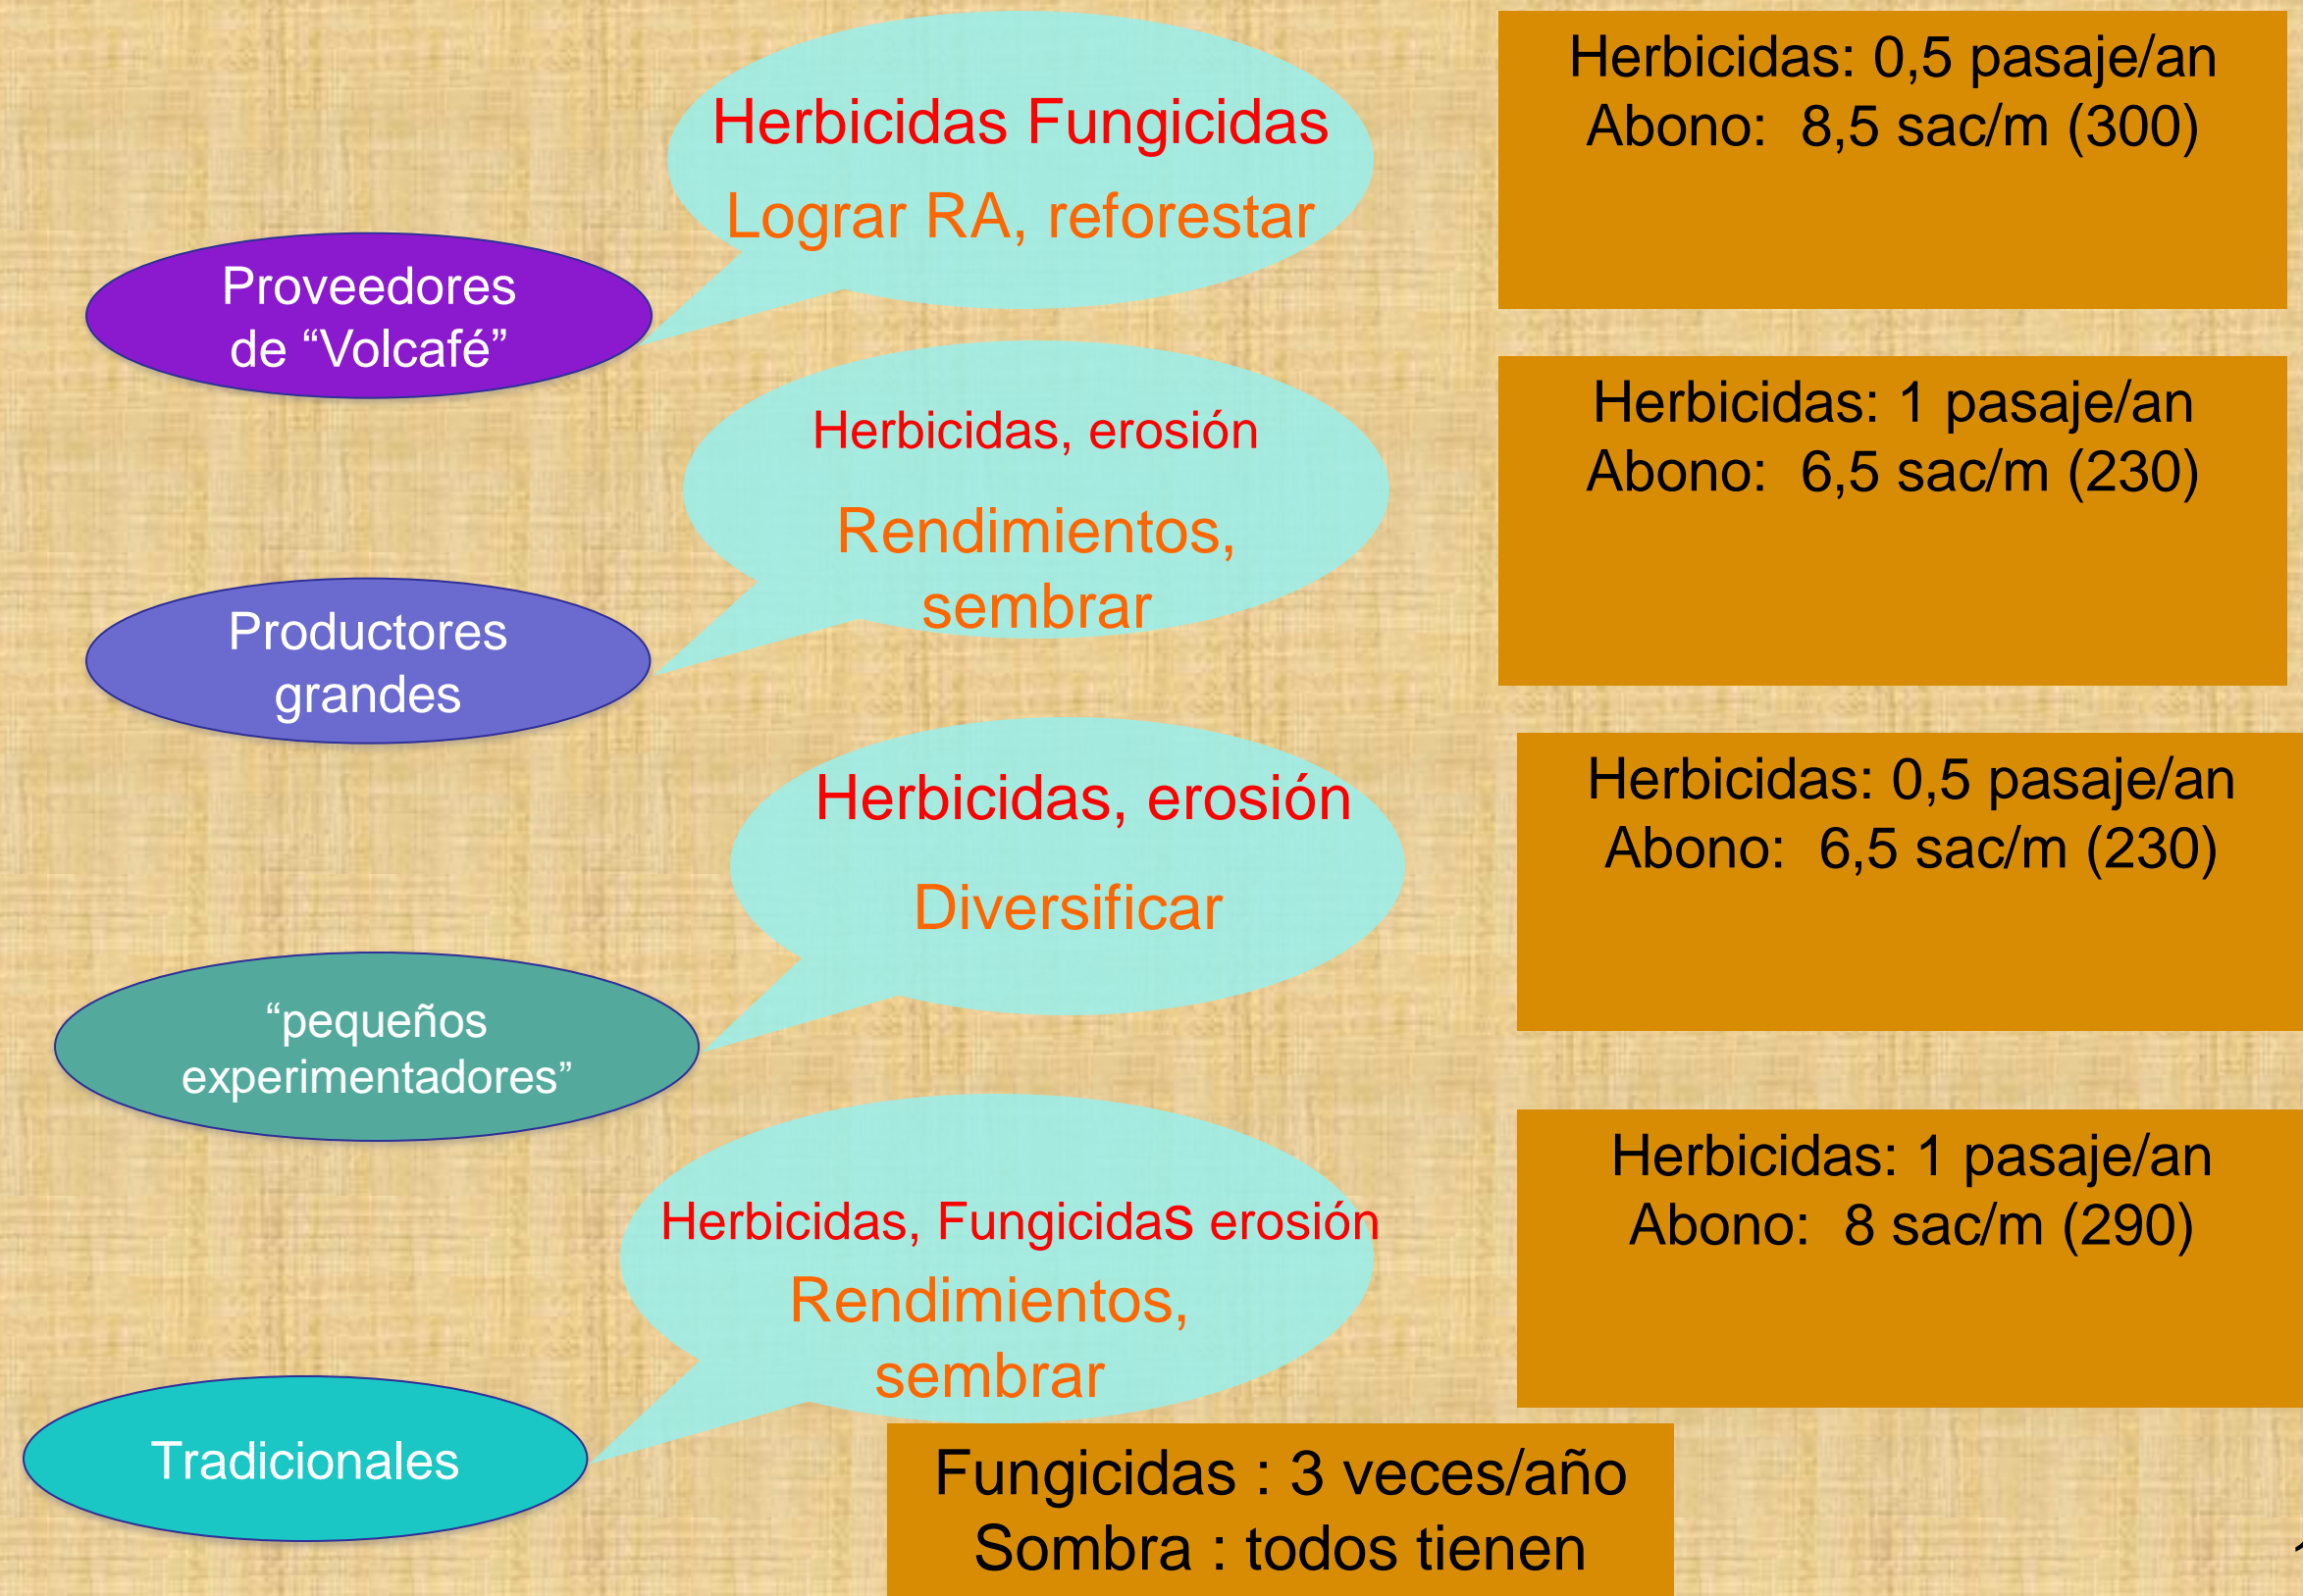 Herbicidas Fungicidas
Lograr RA, reforestar
Herbicidas: 0,5 pasaje/an
Abono: 8,5 sac/m (300)
Proveedores
de “Volcafé”
Herbicidas, erosión
Rendimientos,
sembrar
Herbicidas: 1 pasaje/an
Abono: 6,5 sac/m (230)
Productores
grandes
Herbicidas, erosión
Diversificar
Herbicidas: 0,5 pasaje/an
Abono: 6,5 sac/m (230)
“pequeños
experimentadores”
Herbicidas, Fungicidas erosión
Rendimientos,
sembrar
Herbicidas: 1 pasaje/an
Abono: 8 sac/m (290)
Tradicionales
Fungicidas : 3 veces/año
Sombra : todos tienen